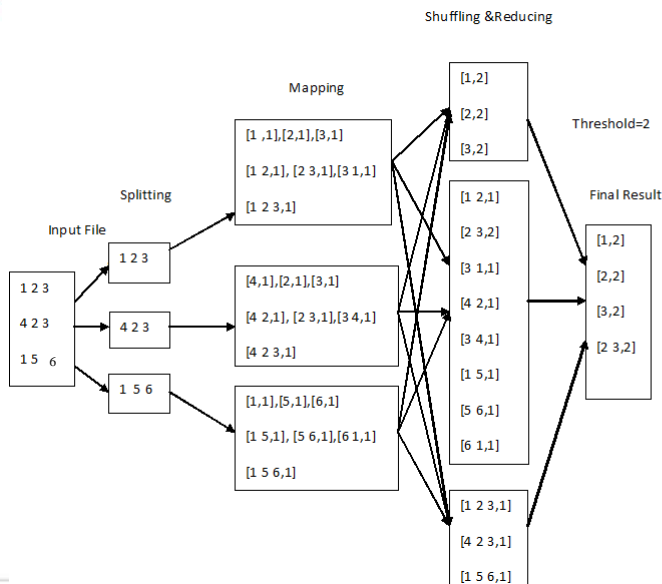 Shuffling &Reducing
Mapping
Threshold=2
Splitting
Final Result
Input File
1 2 3
4 2 3
1 5 6
1 2 3
4 2 3
1 5 6
[1 ,1],[2,1],[3,1]
[1 2,1], [2 3,1],[3 1,1]
[1 2 3,1]
[4,1],[2,1],[3,1]
[4 2,1], [2 3,1],[3 4,1]
[4 2 3,1]
[1,1],[5,1],[6,1]
[1 5,1], [5 6,1],[6 1,1]
[1 5 6,1]
[1,2]
[2,2]
[3,2]
[1 2,1]
[2 3,2]
[3 1,1]
[4 2,1]
[3 4,1]
[1 5,1]
[5 6,1]
[6 1,1]
[1 2 3,1]
[4 2 3,1]
[1 5 6,1]
[1,2]
[2,2]
[3,2]
[2 3,2]